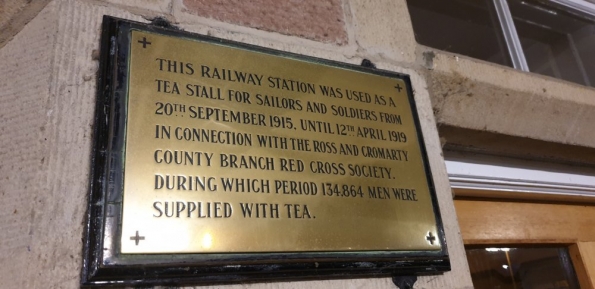 THIS RAILWAY STATION WAS USED AS A
TEA STALL FOR SAILORS AND SOLDIERS FROM
20TH SEPTEMBER 1915, UNTIL 12TH APRIL 1919
IN CONNECTION WITH THE ROSS AND CROMARTY
COUNTY BRANCH RED CROSS SOCIETY.
DURING WHICH PERIOD 134,864 MEN WERE
SUPPLIED WITH TEA.